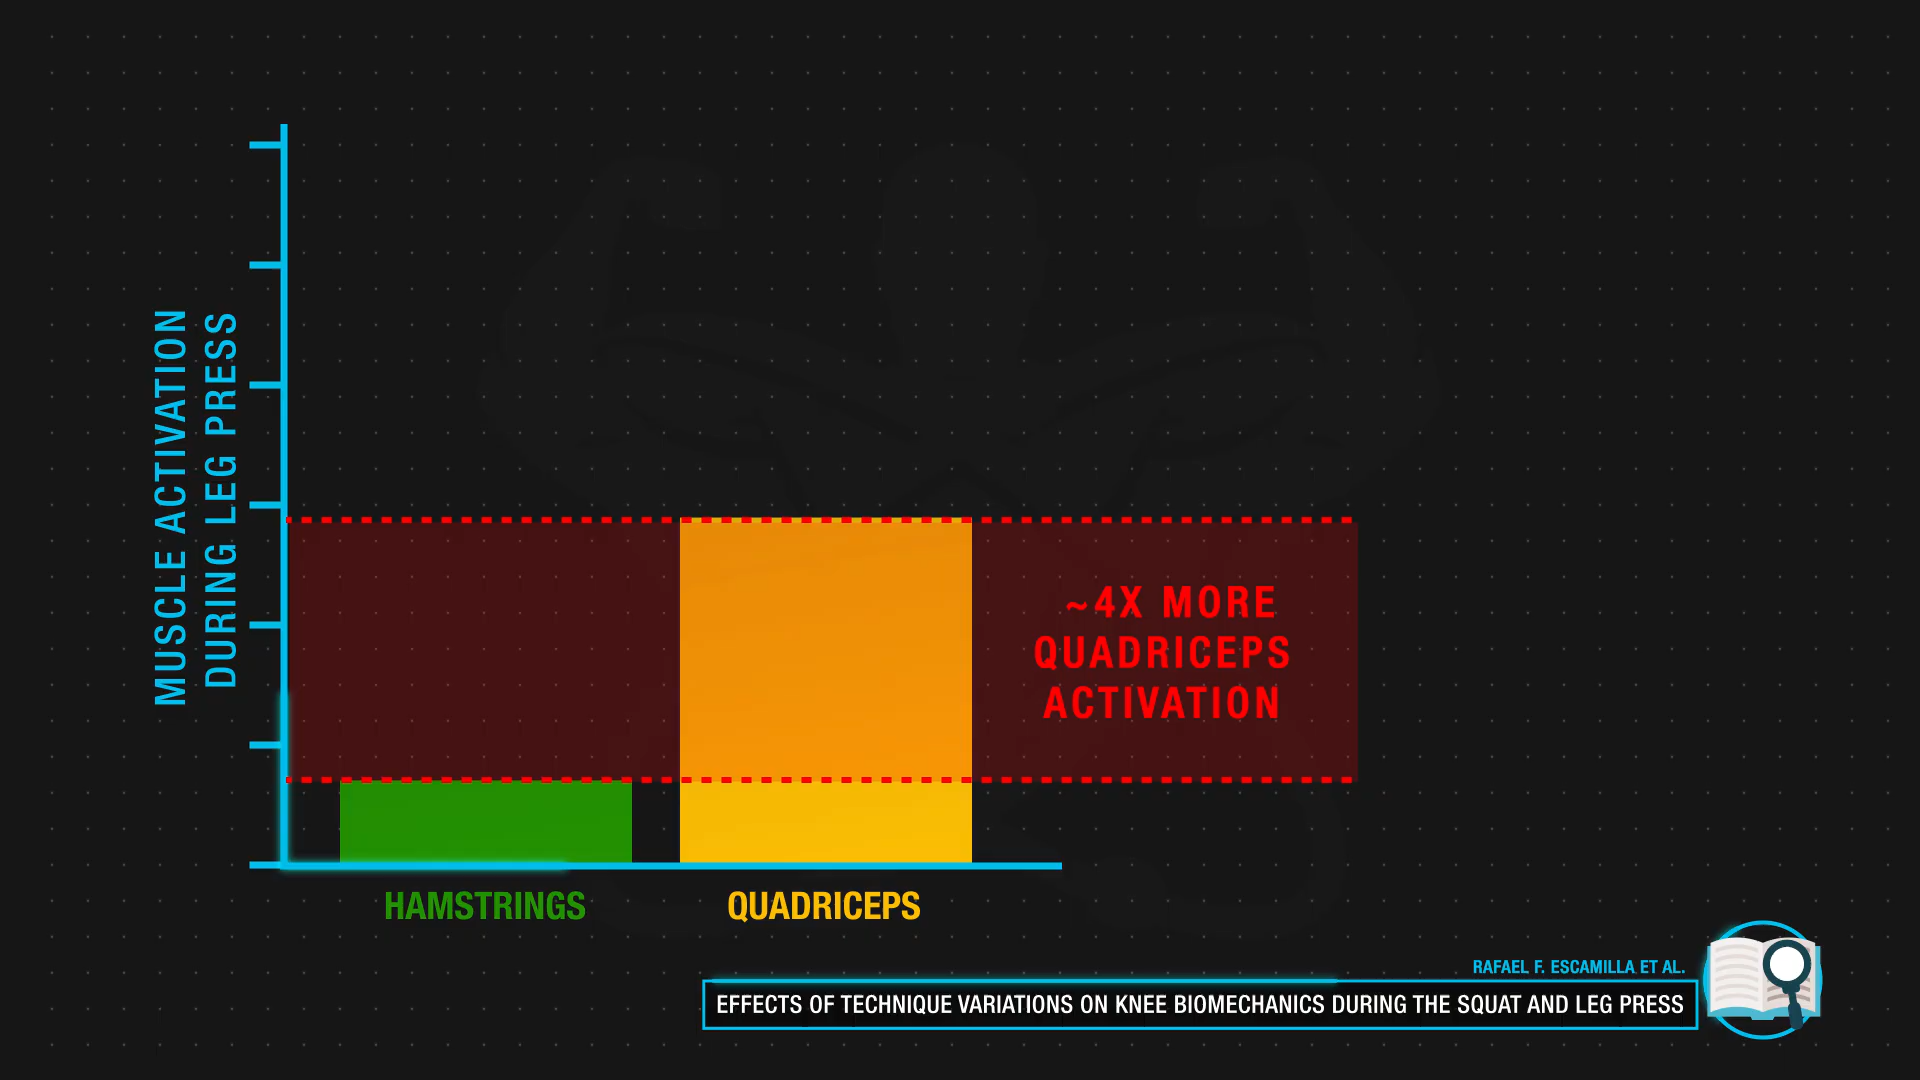 MUSCLE ACTIVATION
DURING LEG PRESS
~4X MORE
QUADRICEPS
ACTIVATION
HAMSTRINGS
QUADRICEPS
RAFAEL F. ESCAMILLA ET AL.
EFFECTS OF TECHNIQUE VARIATIONS ON KNEE BIOMECHANICS DURING THE SQUAT AND LEG PRESS